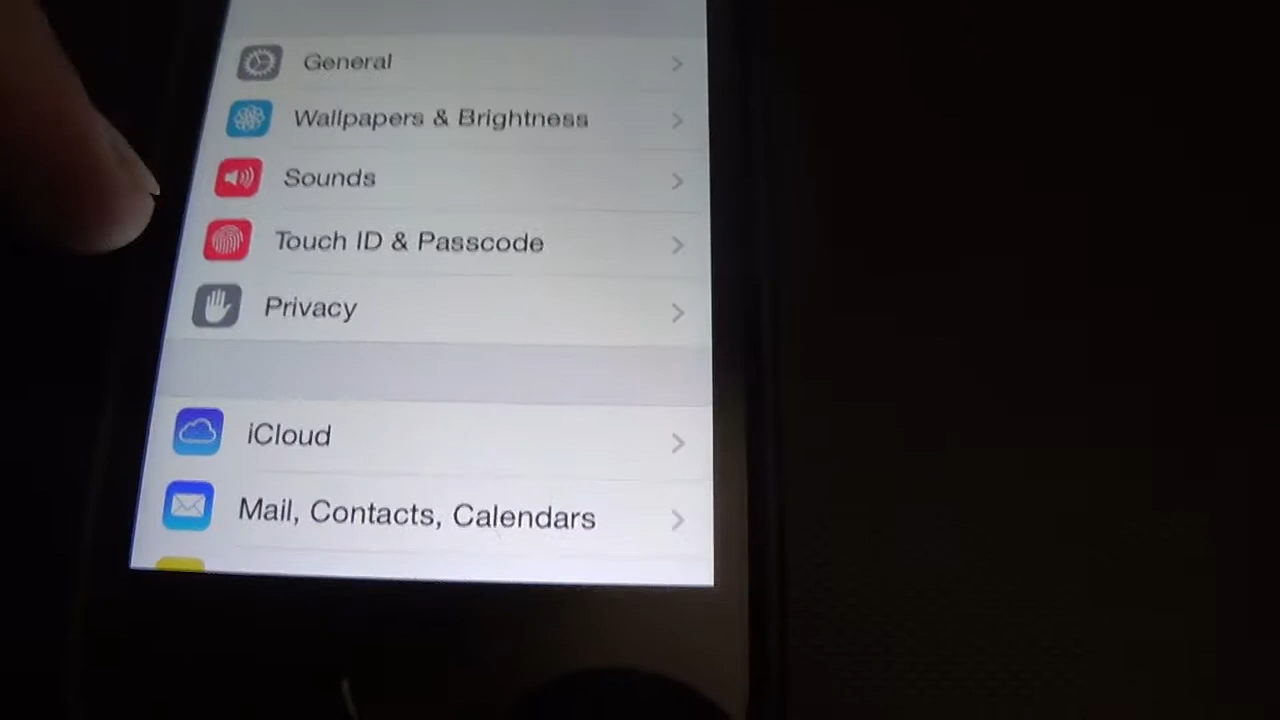 General
Wallpapers & Brightness
Sounds
Touch ID & Passcode
Privacy
iCloud
Mail, Contacts, Calendars